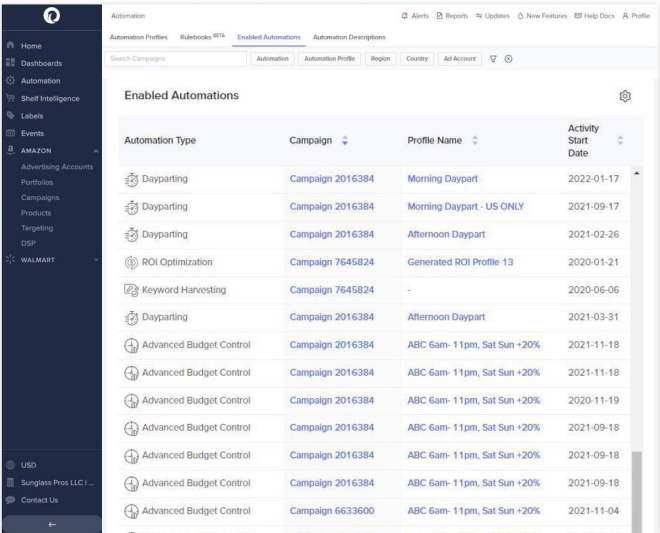 Automation
Alerts Reports Updates New Features Help Docs Profile
Automation Profiles Rulebooks BETA Enabled Automations Automation Descriptions
Search Campaigns Automation Automation Profile Region Country Ad Account
Home
Dashboards
Automation
Shelf Intelligence
Labels
Events
AMAZON
Advertising Accounts
Portfolios
Campaigns
Products
Targeting
DSP
WALMART
USD
Sunglass Pros LLC I ...
Contact Us
Enabled Automations
Automation Type Campaign Profile Name Activity Start Date
Dayparting Campaign 2016384 Morning Daypart 2022-01-17
Dayparting Campaign 2016384 Morning Daypart - US ONLY 2021-09-17
Dayparting Campaign 2016384 Afternoon Daypart 2021-02-26
ROI Optimization Campaign 7645824 Generated ROI Profile 13 2020-01-21
Keyword Harvesting Campaign 7645824 - 2020-06-06
Dayparting Campaign 2016384 Afternoon Daypart 2021-03-31
Advanced Budget Control Campaign 2016384 ABC 6am- 11pm, Sat Sun +20% 2021-11-18
Advanced Budget Control Campaign 2016384 ABC 6am- 11pm, Sat Sun +20% 2021-11-18
Advanced Budget Control Campaign 2016384 ABC 6am- 11pm, Sat Sun +20% 2020-11-19
Advanced Budget Control Campaign 2016384 ABC 6am- 11pm, Sat Sun +20% 2021-09-18
Advanced Budget Control Campaign 2016384 ABC 6am- 11pm, Sat Sun +20% 2021-09-18
Advanced Budget Control Campaign 2016384 ABC 6am- 11pm, Sat Sun +20% 2021-09-18
Advanced Budget Control Campaign 6633600 ABC 6am- 11pm, Sat Sun +20% 2021-11-04